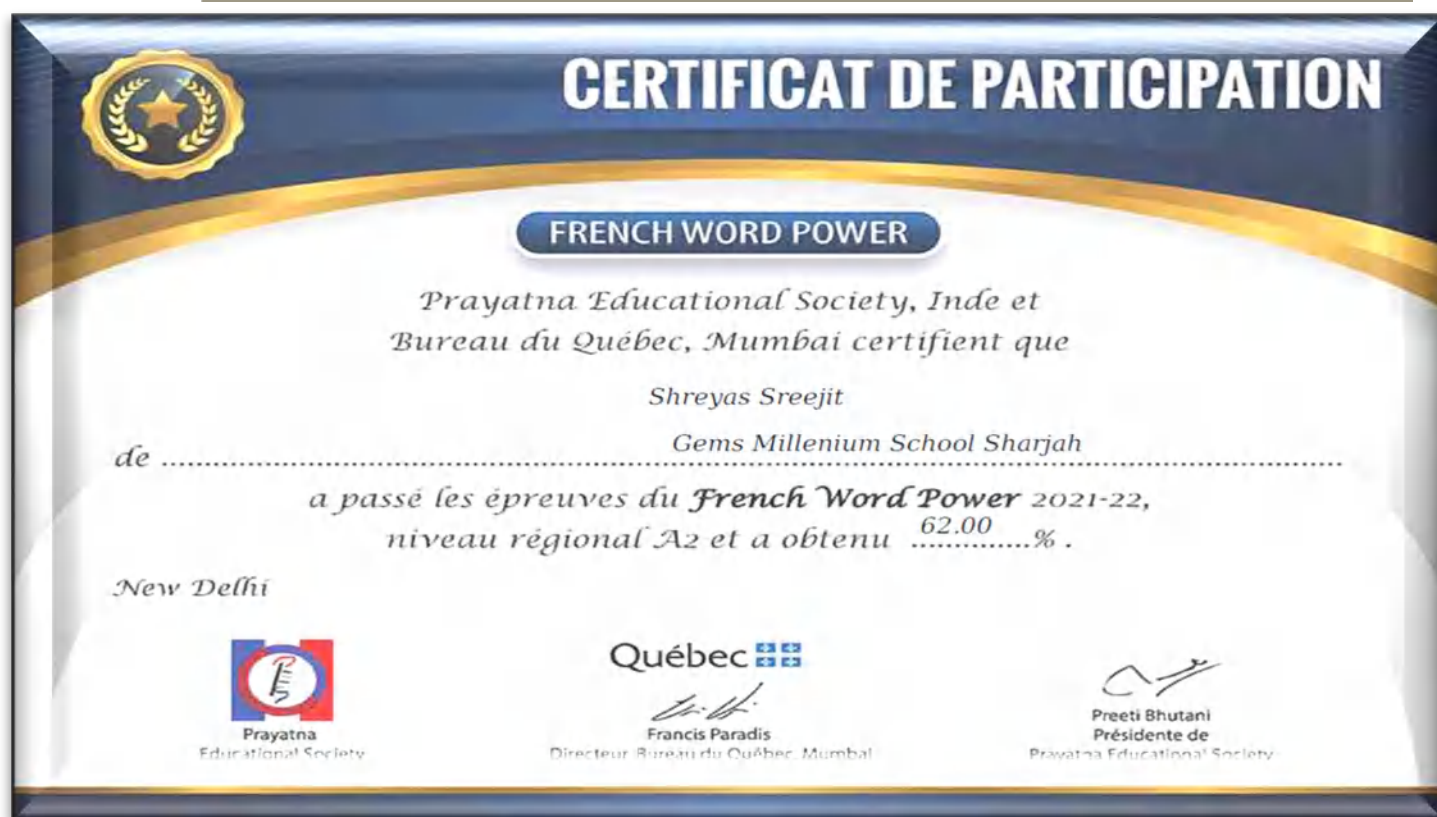 CERTIFICAT DE PARTICIPATION
FRENCH WORD POWER
Prayatna Educational Society, Inde et
Bureau du Québec, Mumbai certifient que
Shreyas Sreejit
de ........ Gems Millenium School Sharjah
a passé les épreuves du French Word Power 2021-22,
niveau régional A2 et a obtenu ...62.00...% .
New Delhi
Québec
Prayatna
Educational Society
Francis Paradis
Directeur Bureau du Québec, Mumbai
Preeti Bhutani
Présidente de
Prayatna Educational Society